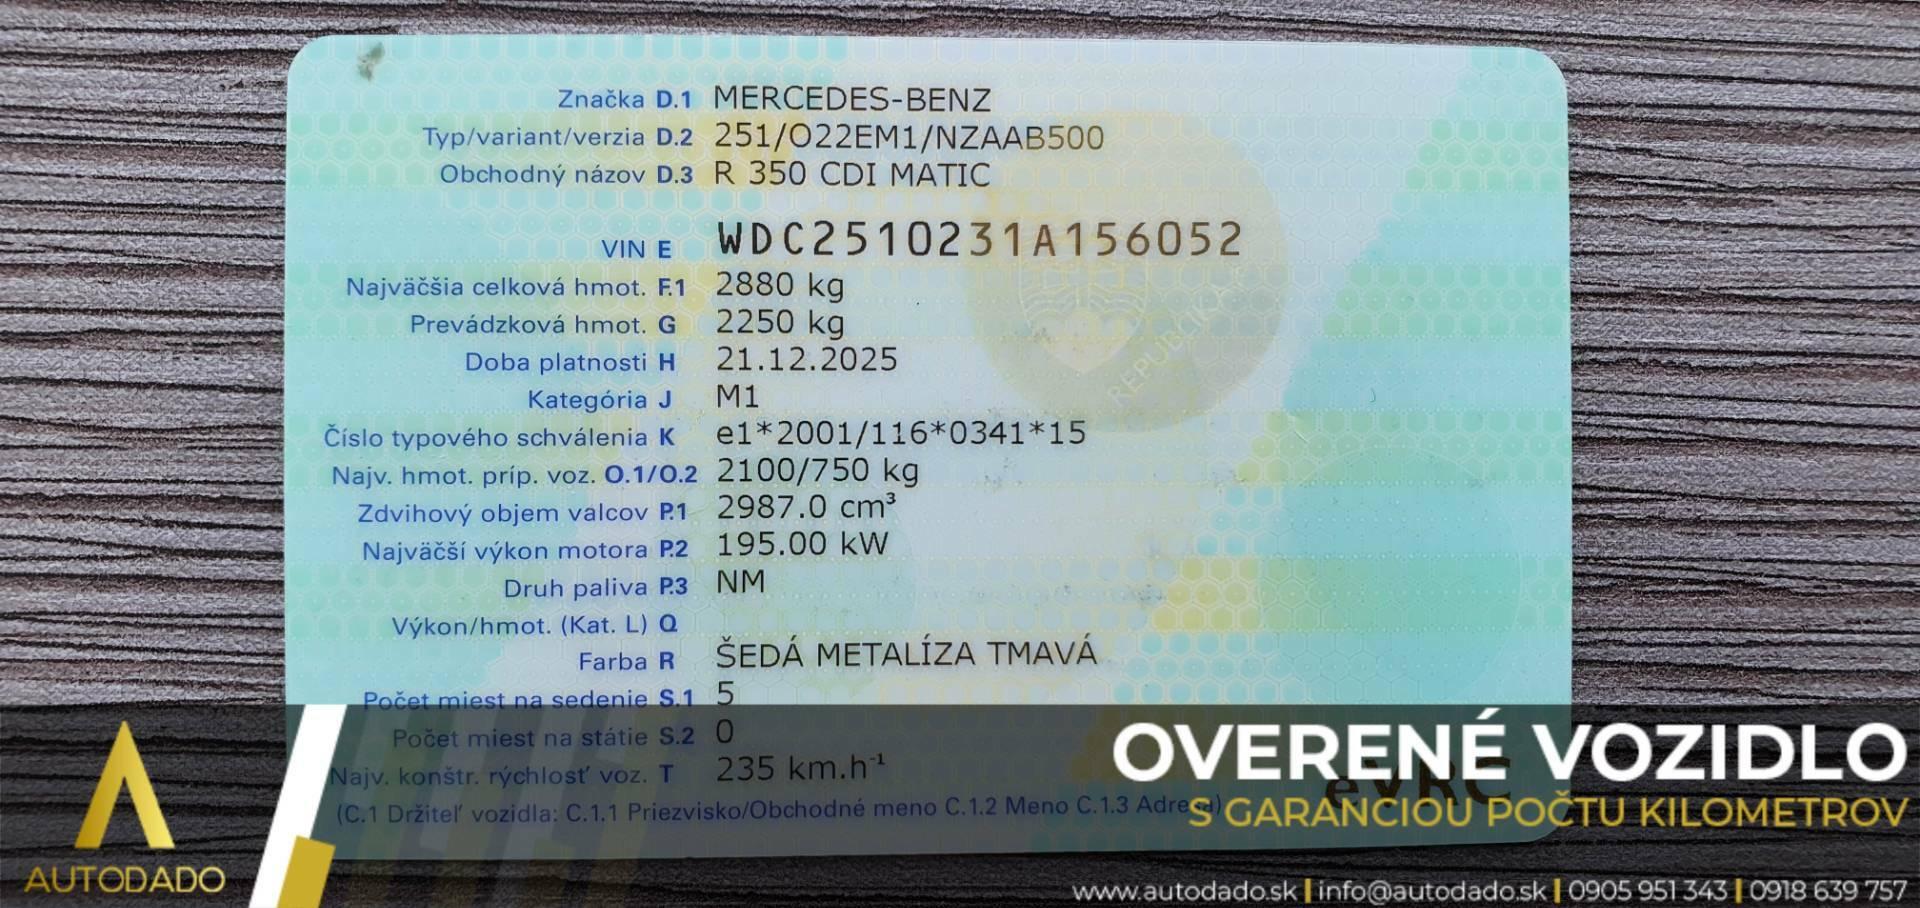 Značka D.1 MERCEDES-BENZ
Typ/variant/verzia D.2 251/O22EM1/NZAAB500
Obchodný názov D.3 R 350 CDI MATIC
VIN E WDC2510231A156052
Najväčšia celková hmot. F.1 2880 kg
Prevádzková hmot. G 2250 kg
Doba platnosti H 21.12.2025
Kategória J M1
Číslo typového schválenia K e1*2001/116*0341*15
Najv. hmot. príp. voz. O.1/O.2 2100/750 kg
Zdvihový objem valcov P.1 2987.0 cm³
Najväčší výkon motora P.2 195.00 kW
Druh paliva P.3 NM
Výkon/hmot. (Kat. L) Q
Farba R ŠEDÁ METALÍZA TMAVÁ
Počet miest na sedenie S.1 5
Počet miest na státie S.2 0
Najv. konštr. rýchlosť voz. T 235 km.h⁻¹
(C.1 Držiteľ vozidla: C.1.1 Priezvisko/Obchodné meno C.1.2 Meno C.1.3 Adresa)
eVRC
REPUBLIKA
OVERENÉ VOZIDLO
S GARANCIOU POČTU KILOMETROV
AUTODADO
www.autodado.sk | info@autodado.sk | 0905 951 343 | 0918 639 757